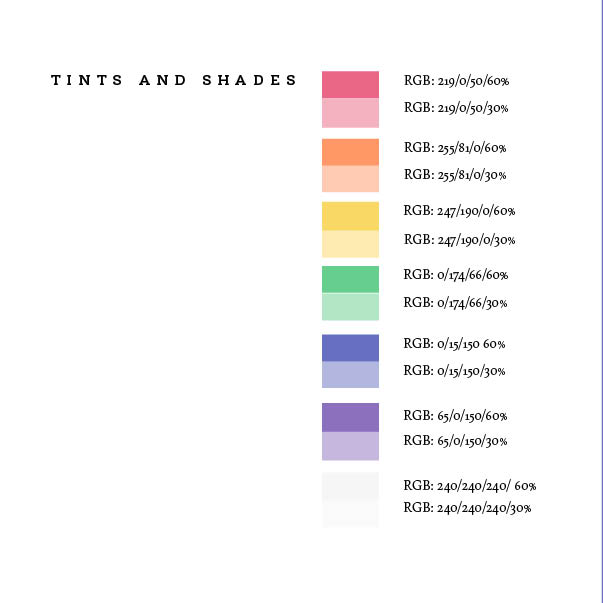 TINTS AND SHADES
RGB: 219/0/50/60%
RGB: 219/0/50/30%
RGB: 255/81/0/60%
RGB: 255/81/0/30%
RGB: 247/190/0/60%
RGB: 247/190/0/30%
RGB: 0/174/66/60%
RGB: 0/174/66/30%
RGB: 0/15/150 60%
RGB: 0/15/150/30%
RGB: 65/0/150/60%
RGB: 65/0/150/30%
RGB: 240/240/240/ 60%
RGB: 240/240/240/30%